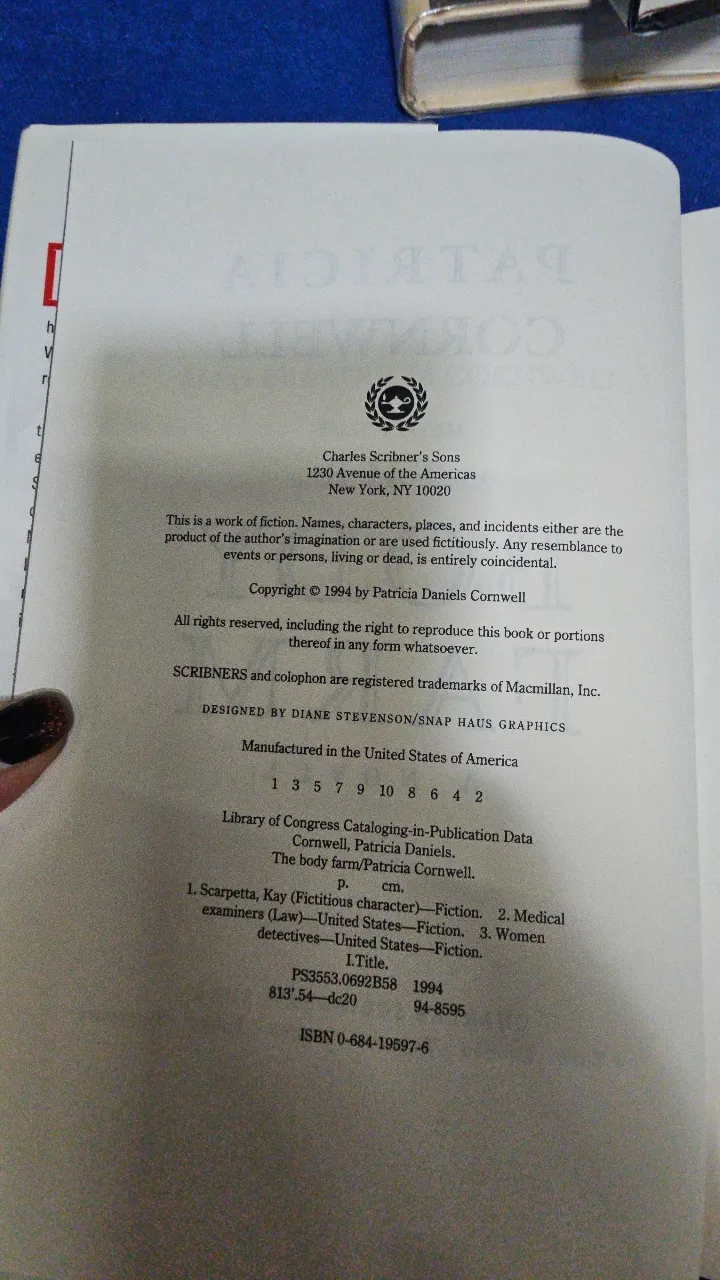 Charles Scribner's Sons
1230 Avenue of the Americas
New York, NY 10020
This is a work of fiction. Names, characters, places, and incidents either are the
product of the author's imagination or are used fictitiously. Any resemblance to
events or persons, living or dead, is entirely coincidental.
Copyright © 1994 by Patricia Daniels Cornwell
All rights reserved, including the right to reproduce this book or portions
thereof in any form whatsoever.
SCRIBNERS and colophon are registered trademarks of Macmillan, Inc.
DESIGNED BY DIANE STEVENSON/SNAP HAUS GRAPHICS
Manufactured in the United States of America
1 3 5 7 9 10 8 6 4 2
Library of Congress Cataloging-in-Publication Data
Cornwell, Patricia Daniels.
The body farm/Patricia Cornwell.
p. cm.
1. Scarpetta, Kay (Fictitious character)—Fiction. 2. Medical
examiners (Law)—United States—Fiction. 3. Women
detectives—United States—Fiction.
I.Title.
PS3553.0692B58 1994
813'.54—dc20 94-8595
ISBN 0-684-19597-6